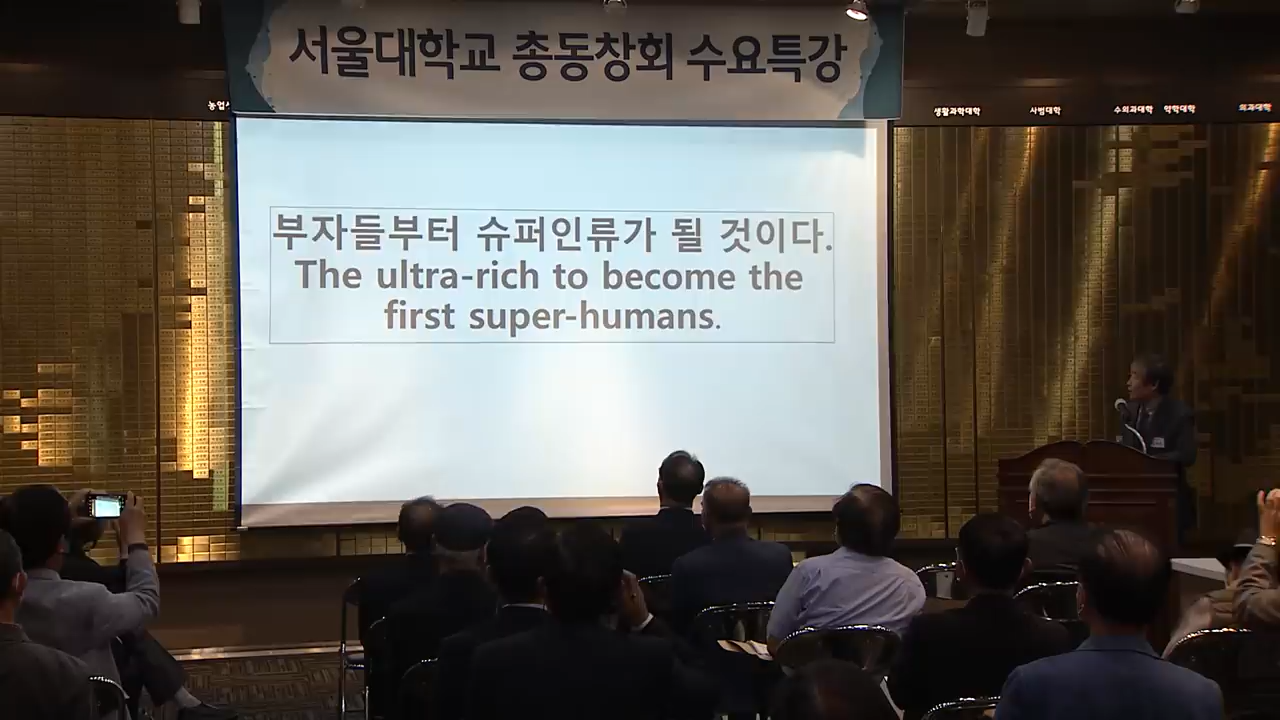 서울대학교 총동창회 수요특강
생활과학대학
사범대학
수의과대학
약학대학
의과대학
부자들부터 슈퍼인류가 될 것이다.
The ultra-rich to become the
first super-humans.